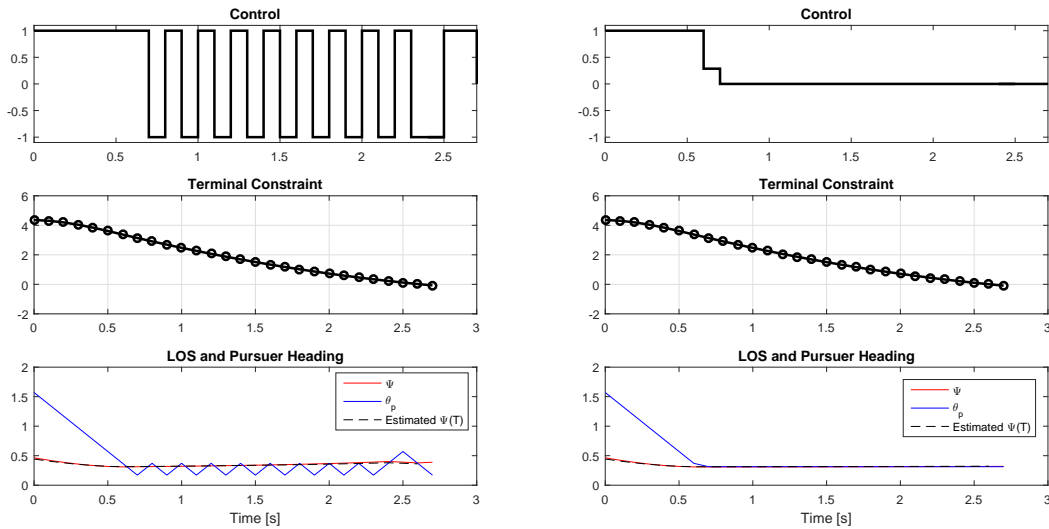 Control
1
0.5
0
-0.5
-1
0 0.5 1 1.5 2 2.5
Terminal Constraint
6
4
2
0
-2
0 0.5 1 1.5 2 2.5 3
LOS and Pursuer Heading
2
1.5
1
0.5
0
Ψ
θp
Estimated Ψ(T)
0 0.5 1 1.5 2 2.5 3
Time [s]
Control
1
0.5
0
-0.5
-1
0 0.5 1 1.5 2 2.5
Terminal Constraint
6
4
2
0
-2
0 0.5 1 1.5 2 2.5 3
LOS and Pursuer Heading
2
1.5
1
0.5
0
Ψ
θp
Estimated Ψ(T)
0 0.5 1 1.5 2 2.5 3
Time [s]